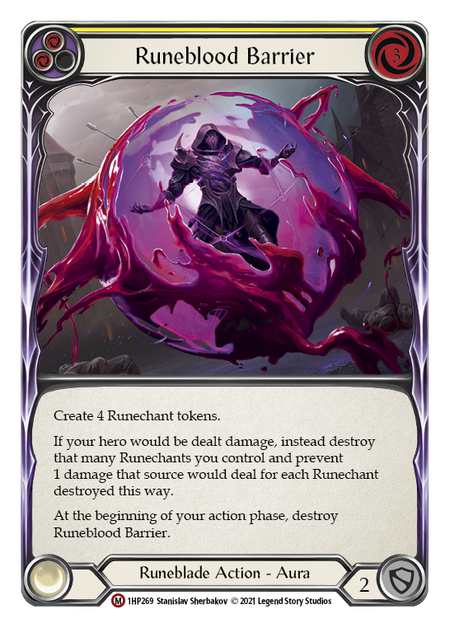 Runeblood Barrier
3
Create 4 Runechant tokens.
If your hero would be dealt damage, instead destroy
that many Runechants you control and prevent
1 damage that source would deal for each Runechant
destroyed this way.
At the beginning of your action phase, destroy
Runeblood Barrier.
Runeblade Action - Aura
2
M 1HP269 Stanislav Sherbakov © 2021 Legend Story Studios